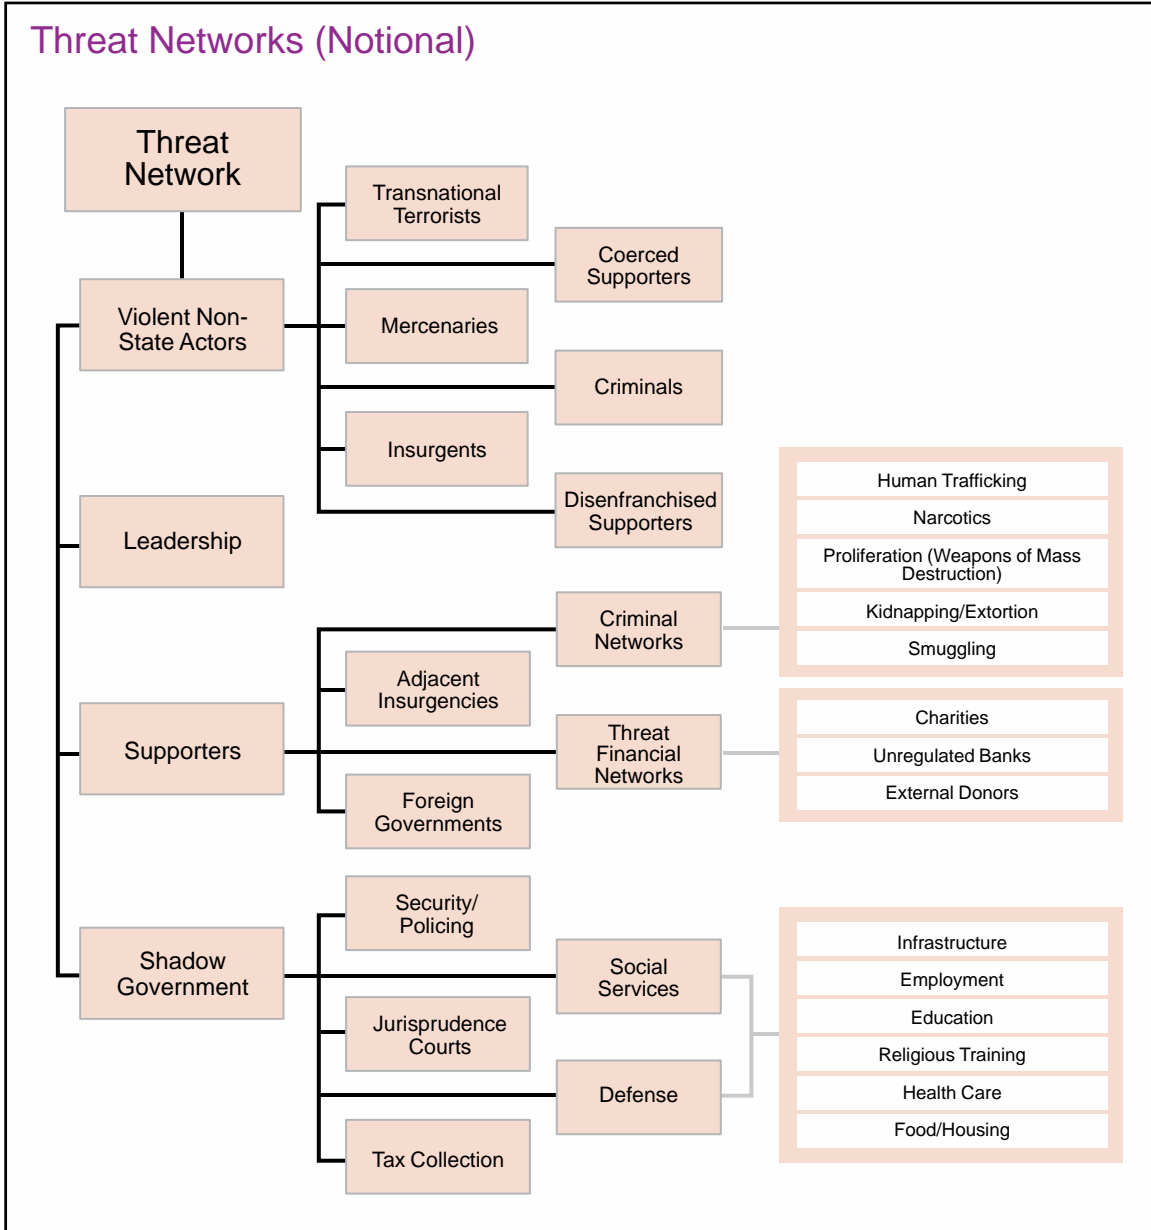 Threat Networks (Notional)
Threat
Network
Violent Non-
State Actors
Transnational
Terrorists
Coerced
Supporters
Mercenaries
Criminals
Insurgents
Disenfranchised
Supporters
Leadership
Supporters
Criminal
Networks
Adjacent
Insurgencies
Threat
Financial
Networks
Foreign
Governments
Human Trafficking
Narcotics
Proliferation (Weapons of Mass
Destruction)
Kidnapping/Extortion
Smuggling
Charities
Unregulated Banks
External Donors
Shadow
Government
Security/
Policing
Social
Services
Jurisprudence
Courts
Defense
Tax Collection
Infrastructure
Employment
Education
Religious Training
Health Care
Food/Housing